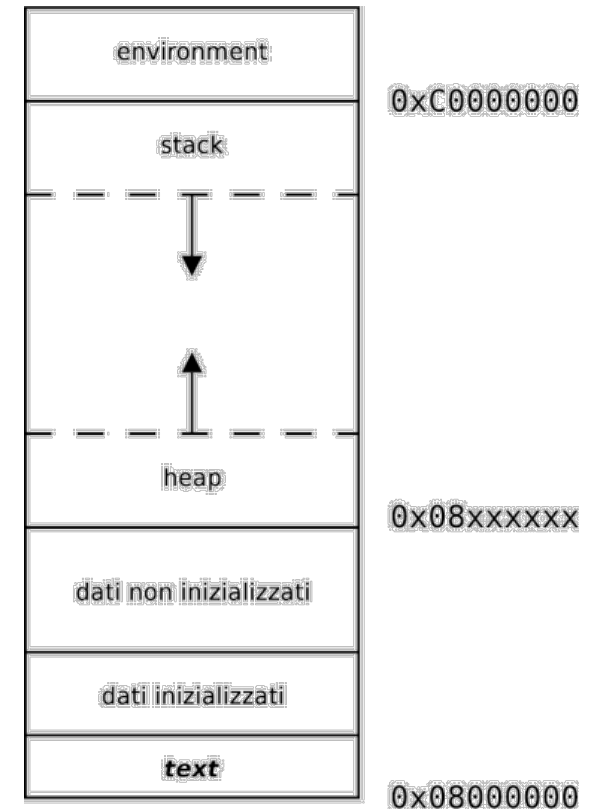 environment
0xC0000000
stack
heap
0x08xxxxxx
dati non inizializzati
dati inizializzati
text
0x08000000